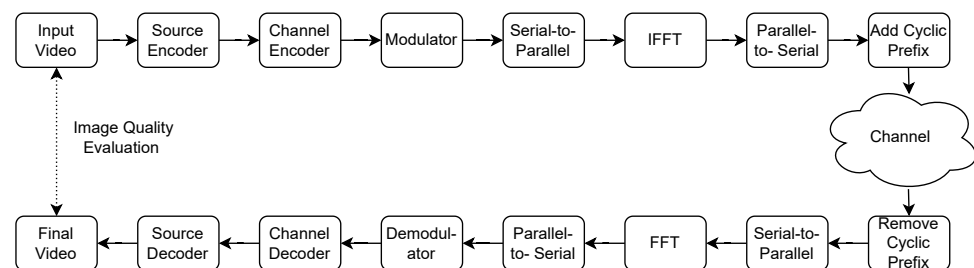 Input
Video
Source
Encoder
Channel
Encoder
Modulator
Serial-to-
Parallel
IFFT
Parallel-
to- Serial
Add Cyclic
Prefix
Image Quality
Evaluation
Channel
Final
Video
Source
Decoder
Channel
Decoder
Demodul-
ator
Parallel-
to- Serial
FFT
Serial-to-
Parallel
Remove
Cyclic
Prefix